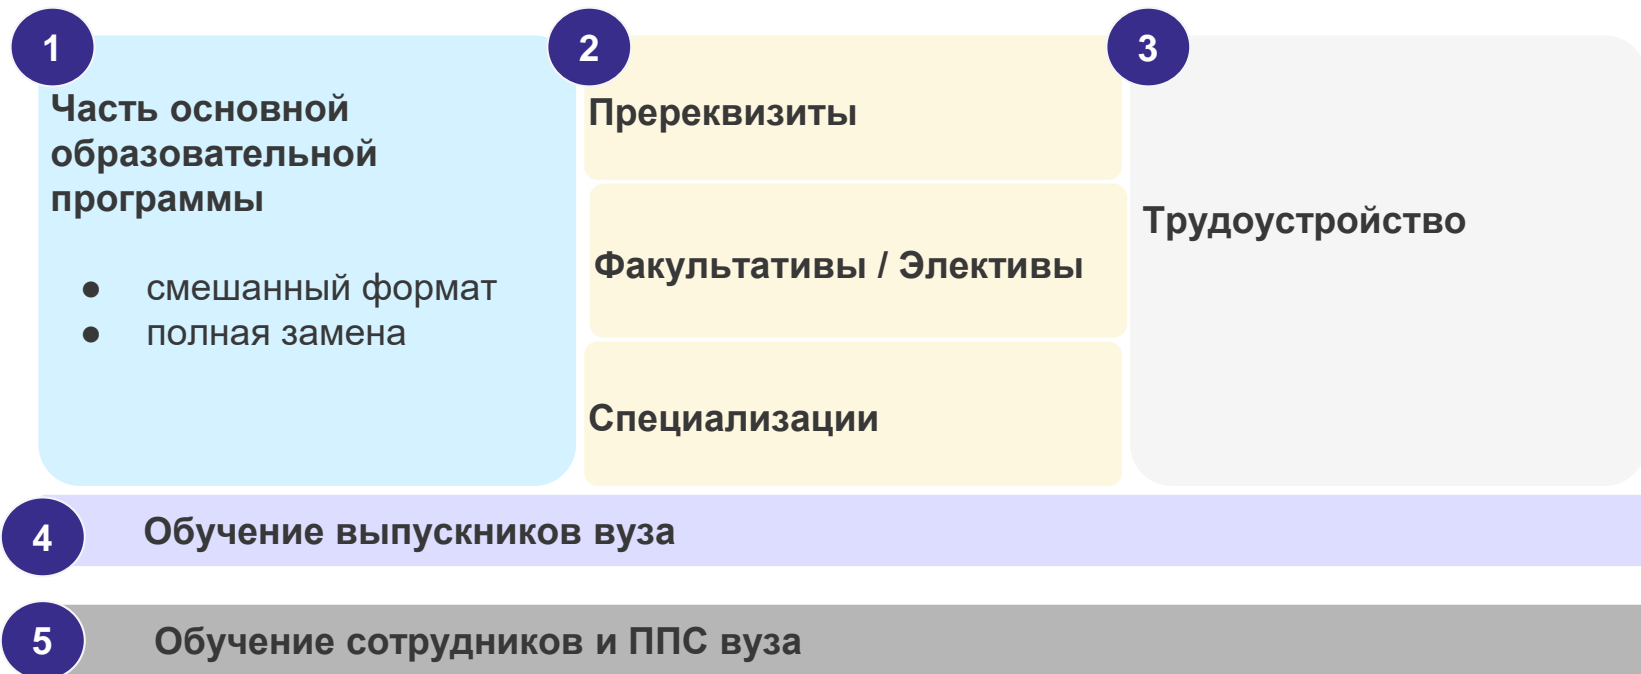 1
Часть основной
образовательной
программы
● смешанный формат
● полная замена
2
Пререквизиты
Факультативы / Элективы
Специализации
3
Трудоустройство
4
Обучение выпускников вуза
5
Обучение сотрудников и ППС вуза